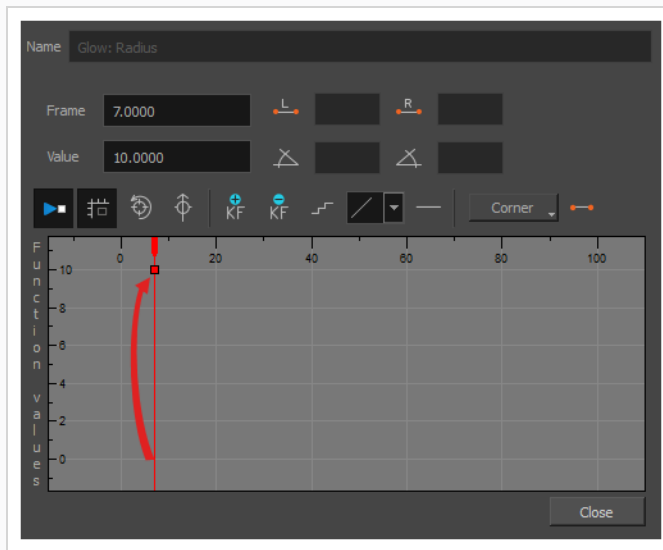 Name Glow: Radius
Frame 7.0000 L R
Value 10.0000
KF KF Corner
Function values
0 20 40 60 80 100
10
8
6
4
2
0
Close